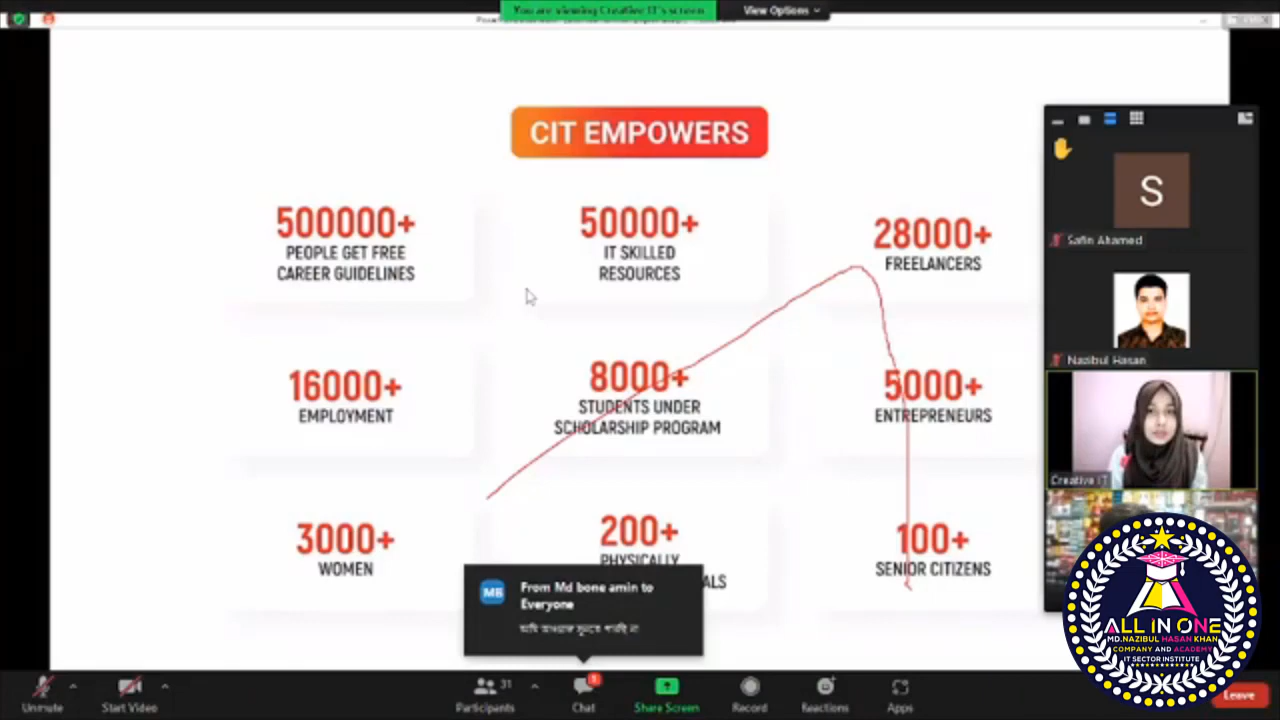 You are viewing Creative IT's screen
View Options
CIT EMPOWERS
500000+
PEOPLE GET FREE
CAREER GUIDELINES
50000+
IT SKILLED
RESOURCES
28000+
FREELANCERS
16000+
EMPLOYMENT
8000+
STUDENTS UNDER
SCHOLARSHIP PROGRAM
5000+
ENTREPRENEURS
3000+
WOMEN
200+
PHYSICALLY
ALS
100+
SENIOR CITIZENS
S
Safin Ahamed
Nazibul Hasan
Creative IT
MB
From Md bone amin to
Everyone
ALL IN ONE
MD.NAZIBUL HASAN KHAN
COMPANY AND ACADEMY
IT SECTOR INSTITUTE
Unmute
Start Video
31
Participants
Chat
Share Screen
Record
Reactions
Apps
Leave